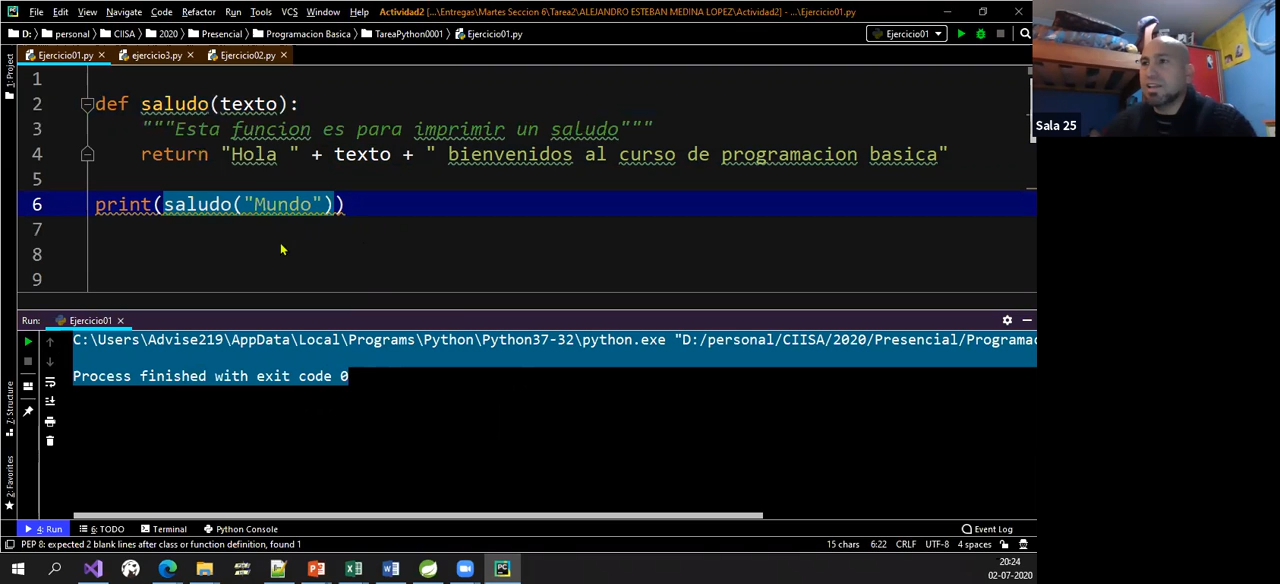 File Edit View Navigate Code Refactor Run Tools VCS Window Help Actividad2 [...\Entregas\Martes Seccion 6\Tarea2\ALEJANDRO ESTEBAN MEDINA LOPEZ\Actividad2] - ...\Ejercicio01.py
D: personal CIISA 2020 Presencial Programacion Basica TareaPython0001 Ejercicio01.py Ejercicio01
Ejercicio01.py ejercicio3.py Ejercicio02.py
1: Project
1
2 def saludo(texto):
3 """Esta funcion es para imprimir un saludo"""
4 return "Hola " + texto + " bienvenidos al curso de programacion basica"
5
6 print(saludo("Mundo"))
7
8
9
Sala 25
Run: Ejercicio01
C:\Users\Advise219\AppData\Local\Programs\Python\Python37-32\python.exe "D:/personal/CIISA/2020/Presencial/Programac
Process finished with exit code 0
7: Structure
2: Favorites
4: Run 6: TODO Terminal Python Console Event Log
PEP 8: expected 2 blank lines after class or function definition, found 1 15 chars 6:22 CRLF UTF-8 4 spaces
20:24
02-07-2020